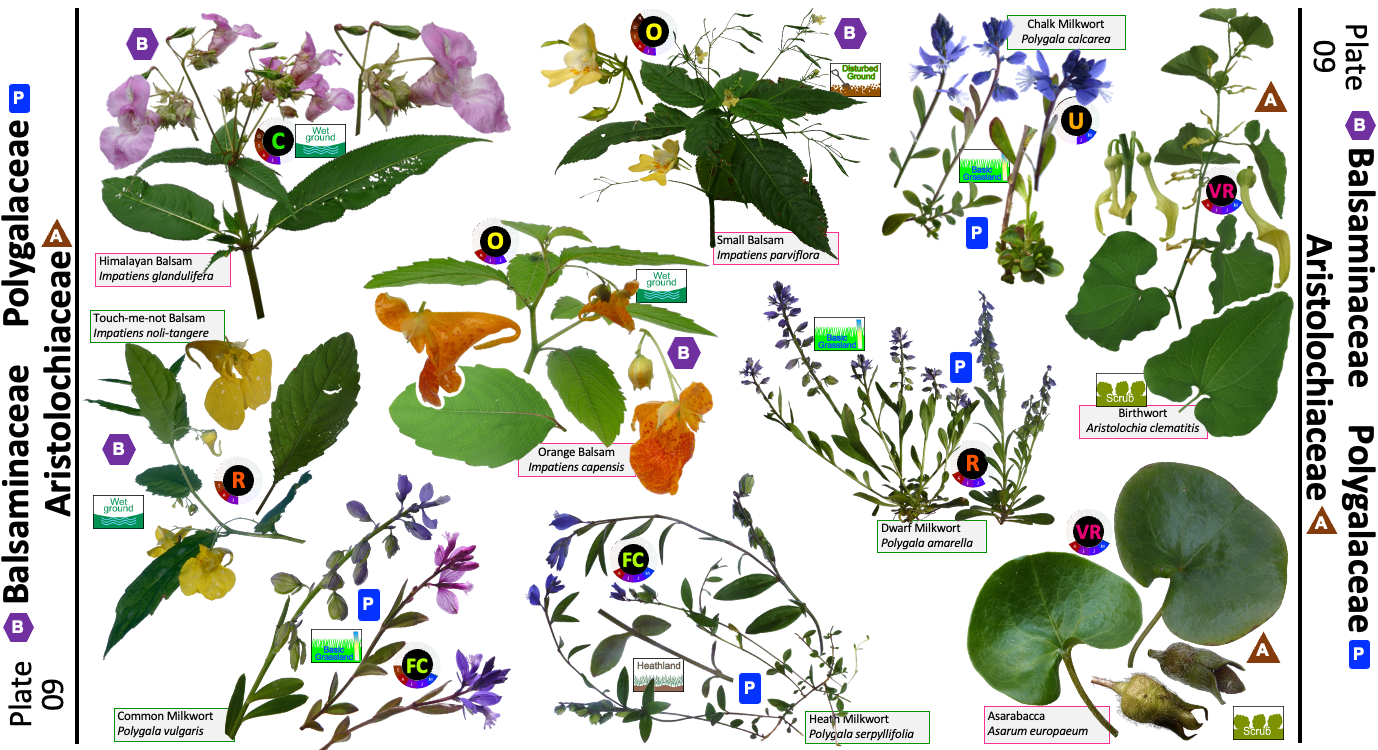 Plate
09
B Balsaminaceae
Polygalaceae P
Aristolochiaceae A
B
C
Wet
ground
Himalayan Balsam
Impatiens glandulifera
O
B
Disturbed
Ground
Small Balsam
Impatiens parviflora
Chalk Milkwort
Polygala calcarea
U
Basic
Grassland
P
A
VR
Scrub
Birthwort
Aristolochia clematitis
Touch-me-not Balsam
Impatiens noli-tangere
B
R
Wet
ground
O
Wet
ground
B
Orange Balsam
Impatiens capensis
Basic
Grassland
P
R
Dwarf Milkwort
Polygala amarella
P
Basic
Grassland
FC
Common Milkwort
Polygala vulgaris
FC
Heathland
P
Heath Milkwort
Polygala serpyllifolia
VR
A
Asarabacca
Asarum europaeum
Scrub
Plate
09
B Balsaminaceae
Polygalaceae P
Aristolochiaceae A